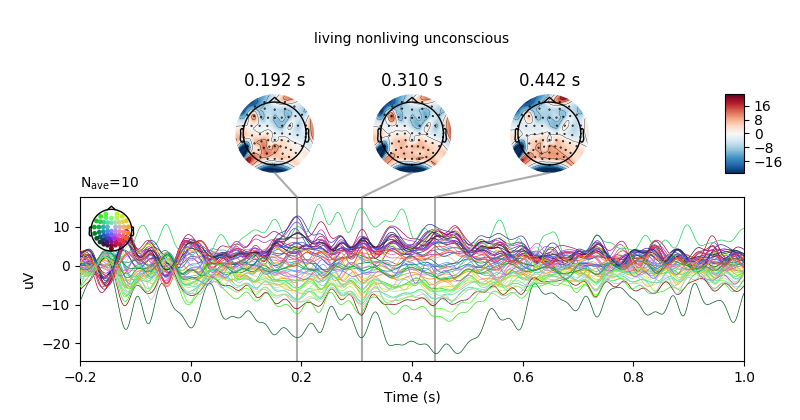 living nonliving unconscious
0.192 s 0.310 s 0.442 s
16
8
0
−8
−16
Nave=10
10
0
−10
−20
uV
−0.2 0.0 0.2 0.4 0.6 0.8 1.0
Time (s)